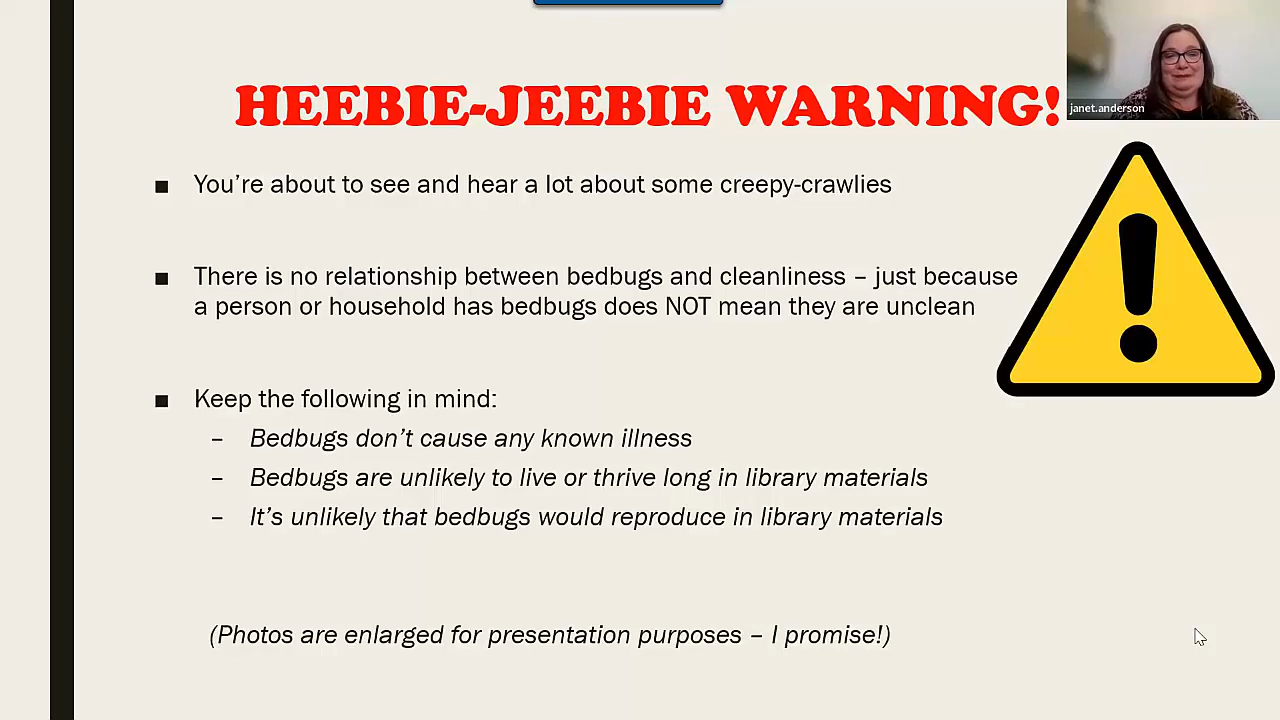 HEEBIE-JEEBIE WARNING!
janet.anderson
■ You’re about to see and hear a lot about some creepy-crawlies
■ There is no relationship between bedbugs and cleanliness – just because
a person or household has bedbugs does NOT mean they are unclean
■ Keep the following in mind:
– Bedbugs don’t cause any known illness
– Bedbugs are unlikely to live or thrive long in library materials
– It’s unlikely that bedbugs would reproduce in library materials
(Photos are enlarged for presentation purposes – I promise!)